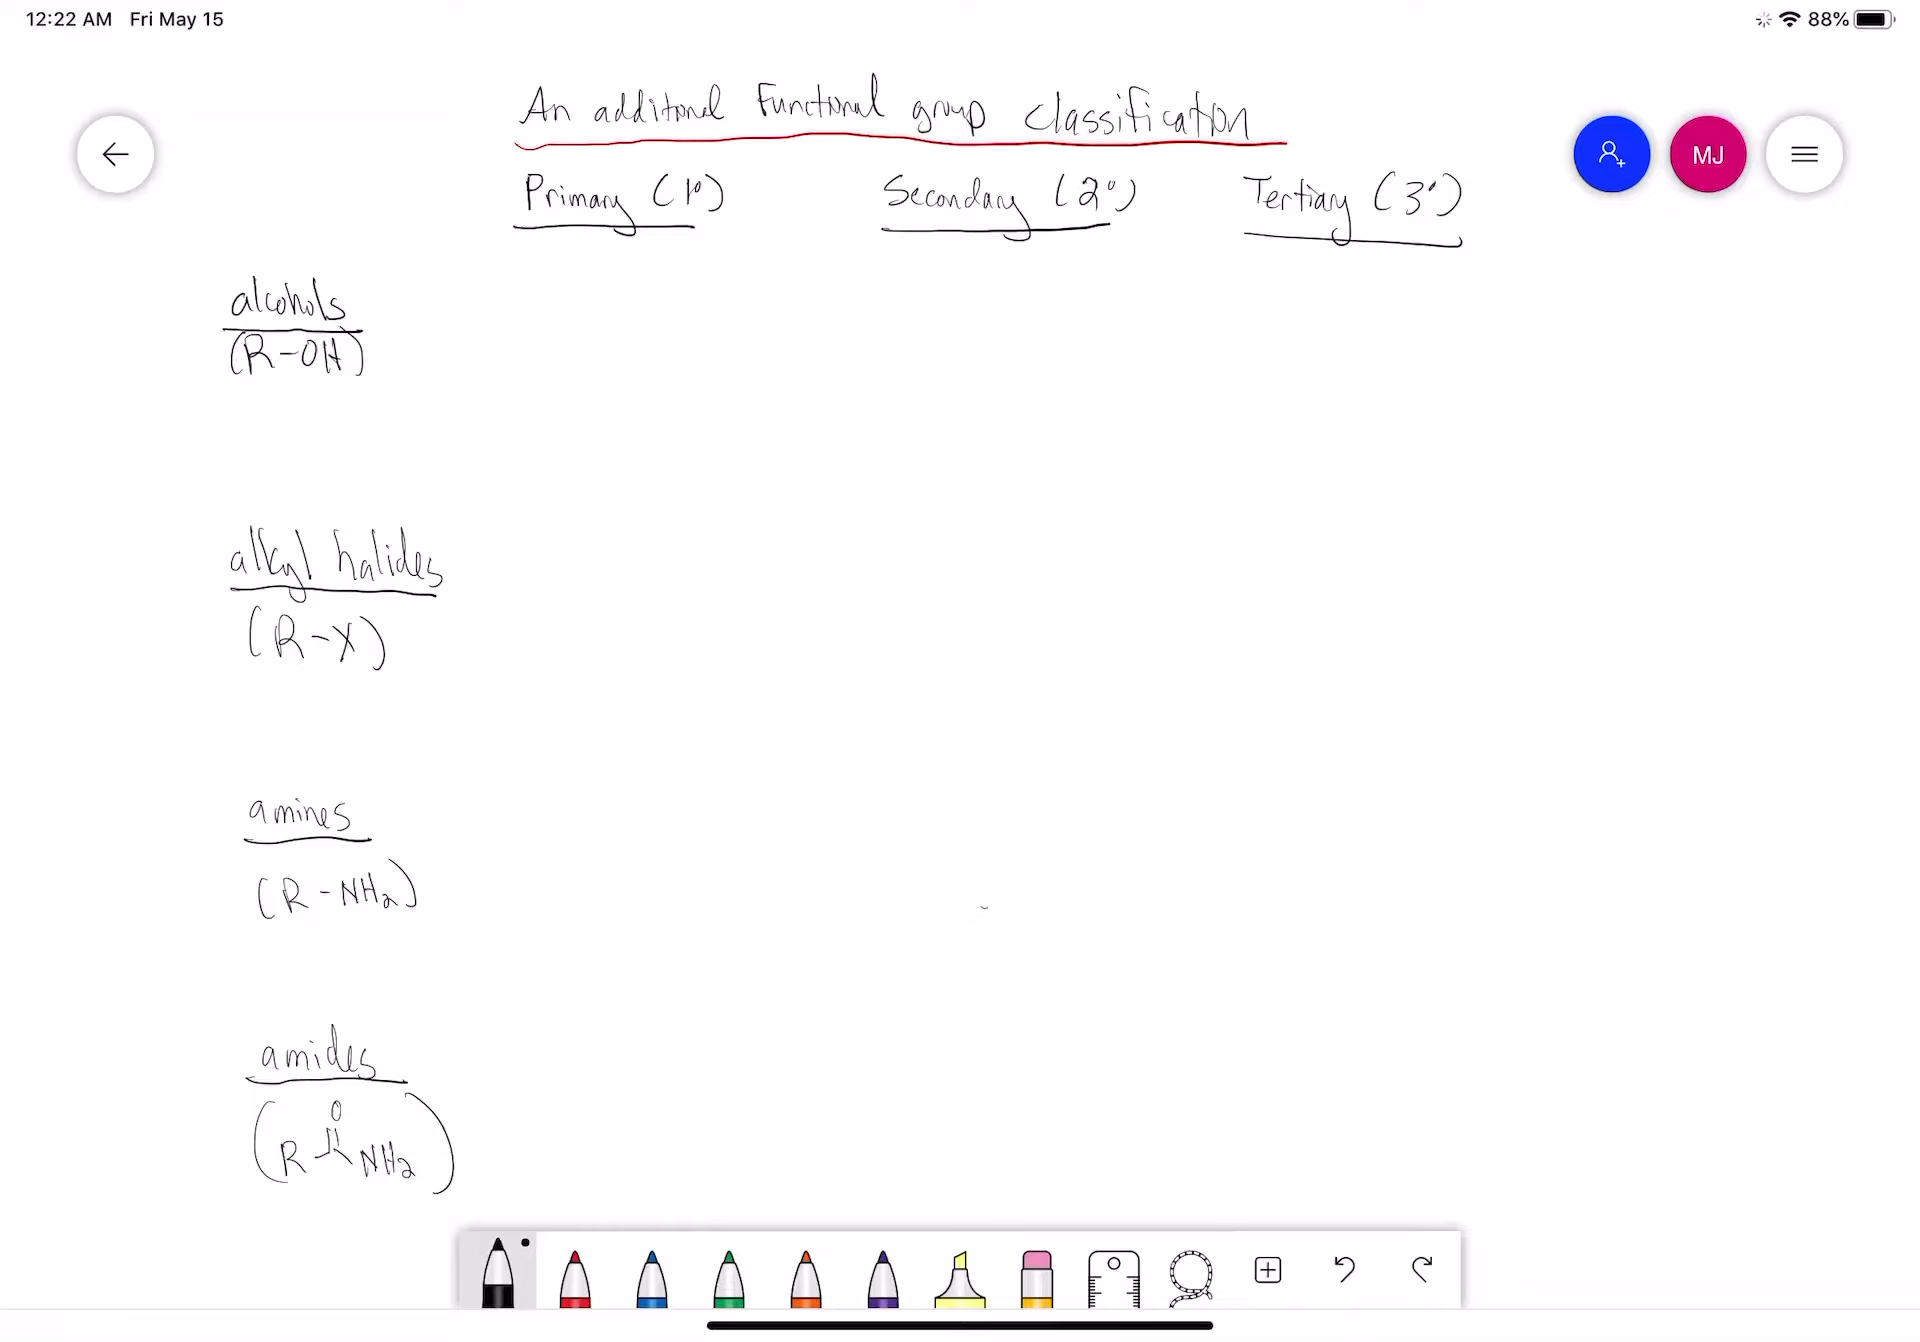 12:22 AM Fri May 15
88%
An additional Functional group classification
MJ
Primary (1°) Secondary (2°) Tertiary (3°)
alcohols
(R-OH)
alkyl halides
(R-X)
amines
(R-NH₂)
amides
O
(R NH₂)